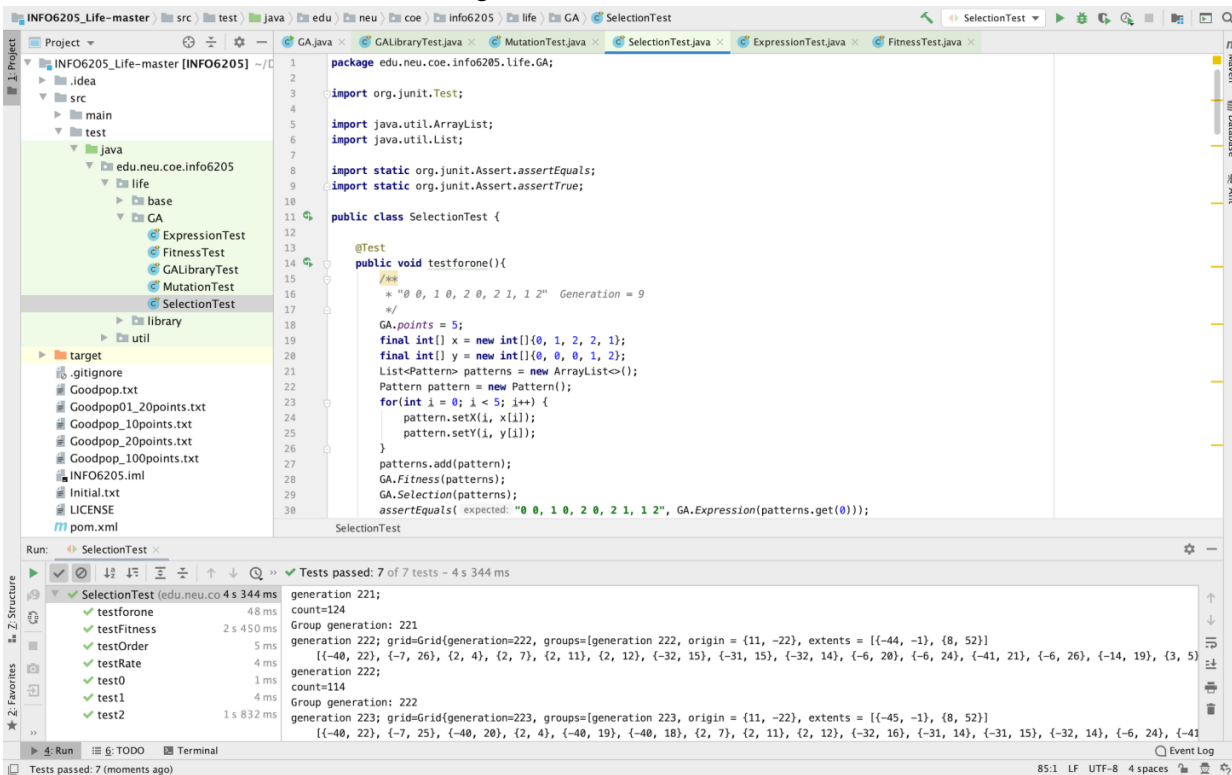 INFO6205_Life-master src test java edu neu coe info6205 life GA SelectionTest SelectionTest
Project GA.java GALibraryTest.java MutationTest.java SelectionTest.java ExpressionTest.java FitnessTest.java
1: Project
INFO6205_Life-master [INFO6205] ~/D
.idea
src
main
test
java
edu.neu.coe.info6205
life
base
GA
ExpressionTest
FitnessTest
GALibraryTest
MutationTest
SelectionTest
library
util
target
.gitignore
Goodpop.txt
Goodpop01_20points.txt
Goodpop_10points.txt
Goodpop_20points.txt
Goodpop_100points.txt
INFO6205.iml
Initial.txt
LICENSE
pom.xml
1 package edu.neu.coe.info6205.life.GA;
2
3 import org.junit.Test;
4
5 import java.util.ArrayList;
6 import java.util.List;
7
8 import static org.junit.Assert.assertEquals;
9 import static org.junit.Assert.assertTrue;
10
11 public class SelectionTest {
12
13 @Test
14 public void testforone(){
15 /**
16 * "0 0, 1 0, 2 0, 2 1, 1 2" Generation = 9
17 */
18 GA.points = 5;
19 final int[] x = new int[]{0, 1, 2, 2, 1};
20 final int[] y = new int[]{0, 0, 0, 1, 2};
21 List<Pattern> patterns = new ArrayList<>();
22 Pattern pattern = new Pattern();
23 for(int i = 0; i < 5; i++) {
24 pattern.setX(i, x[i]);
25 pattern.setY(i, y[i]);
26 }
27 patterns.add(pattern);
28 GA.Fitness(patterns);
29 GA.Selection(patterns);
30 assertEquals( expected: "0 0, 1 0, 2 0, 2 1, 1 2", GA.Expression(patterns.get(0)));
SelectionTest
Maven
Database
Ant
Run: SelectionTest
Tests passed: 7 of 7 tests – 4 s 344 ms
SelectionTest (edu.neu.co 4 s 344 ms
testforone 48 ms
testFitness 2 s 450 ms
testOrder 5 ms
testRate 4 ms
test0 1 ms
test1 4 ms
test2 1 s 832 ms
generation 221;
count=124
Group generation: 221
generation 222; grid=Grid{generation=222, groups=[generation 222, origin = {11, -22}, extents = [{-44, -1}, {8, 52}]
[{-40, 22}, {-7, 26}, {2, 4}, {2, 7}, {2, 11}, {2, 12}, {-32, 15}, {-31, 15}, {-32, 14}, {-6, 20}, {-6, 24}, {-41, 21}, {-6, 26}, {-14, 19}, {3, 5}
generation 222;
count=114
Group generation: 222
generation 223; grid=Grid{generation=223, groups=[generation 223, origin = {11, -22}, extents = [{-45, -1}, {8, 52}]
[{-40, 22}, {-7, 25}, {-40, 20}, {2, 4}, {-40, 19}, {-40, 18}, {2, 7}, {2, 11}, {2, 12}, {-32, 16}, {-31, 14}, {-31, 15}, {-32, 14}, {-6, 24}, {-41
Z: Structure
2: Favorites
4: Run 6: TODO Terminal Event Log
Tests passed: 7 (moments ago) 85:1 LF UTF-8 4 spaces